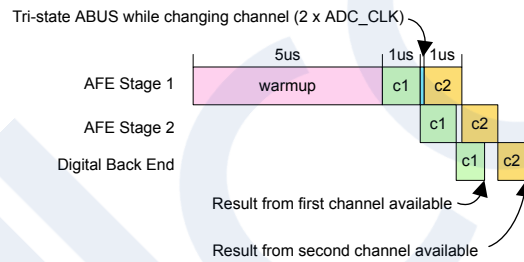 Tri-state ABUS while changing channel (2 x ADC_CLK)
5us 1us 1us
AFE Stage 1 warmup c1 c2
AFE Stage 2 c1 c2
Digital Back End c1 c2
Result from first channel available
Result from second channel available